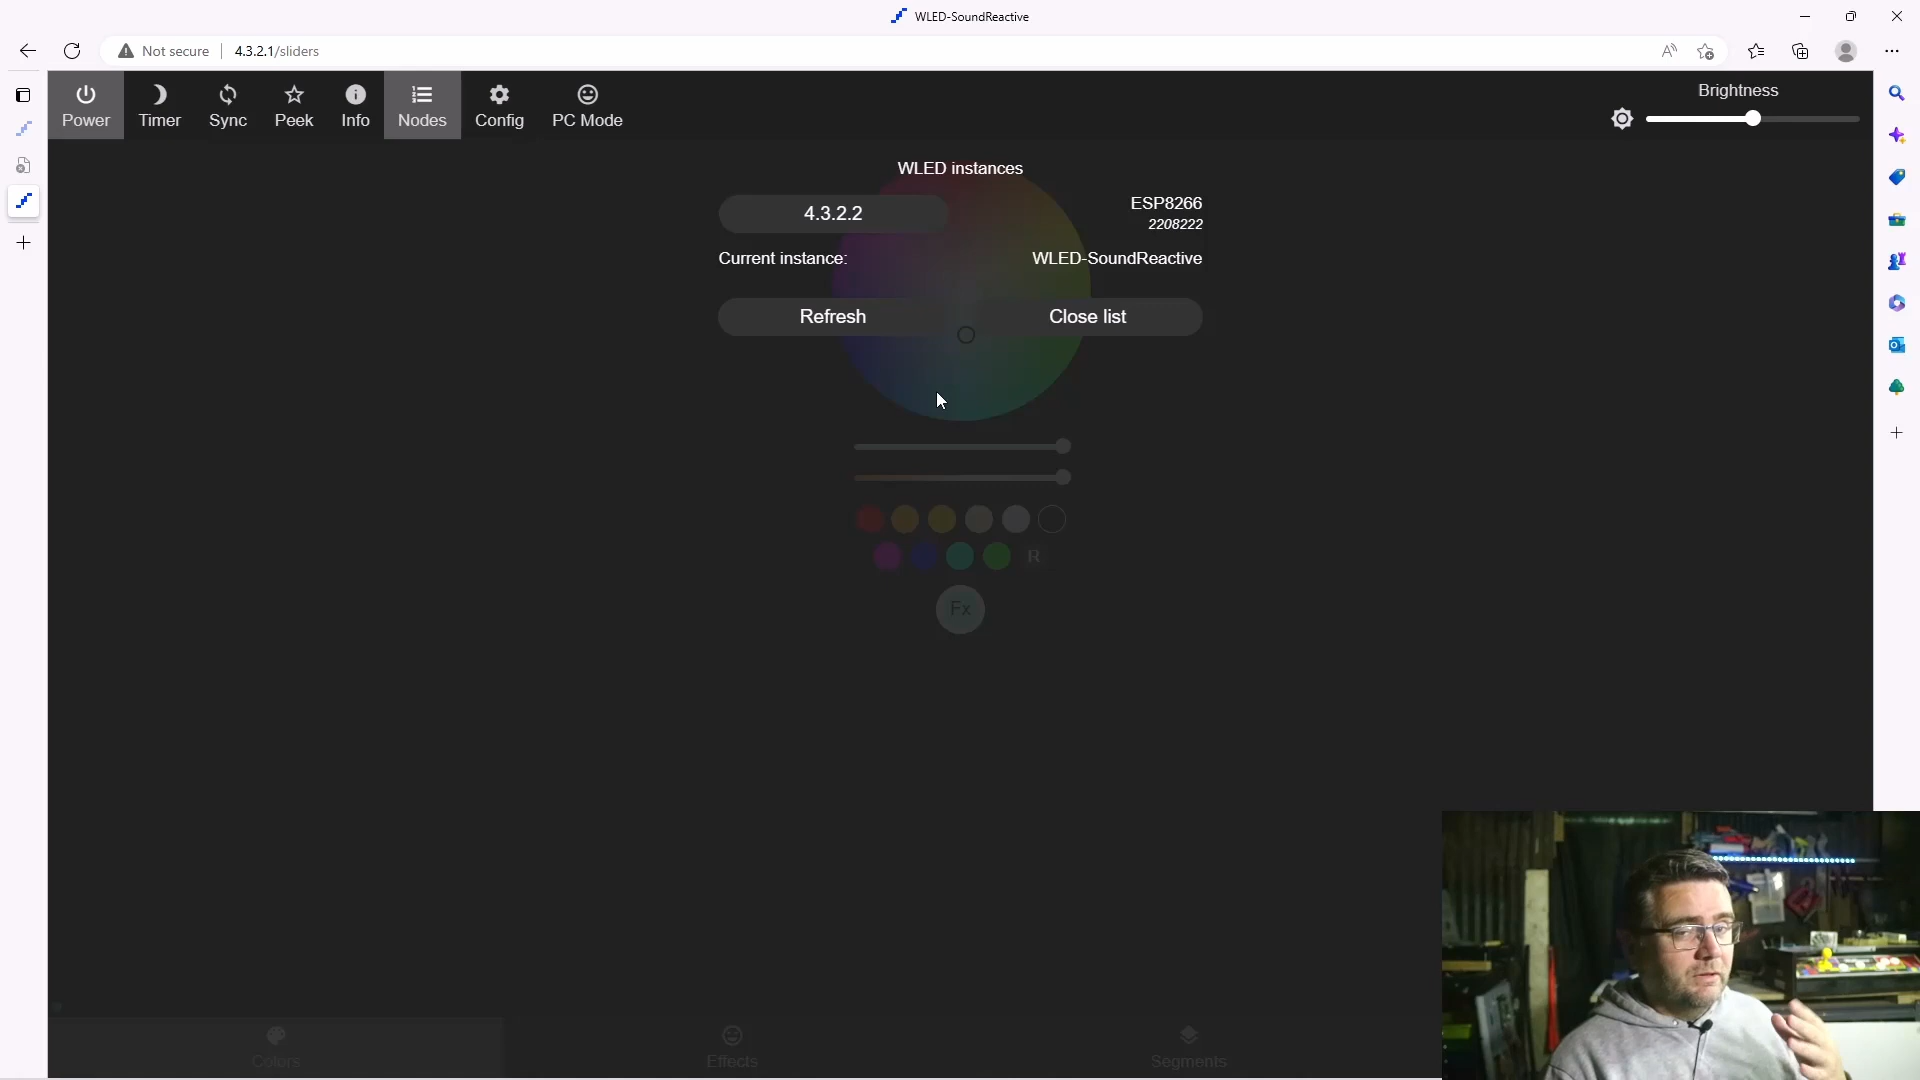 WLED-SoundReactive
Not secure
4.3.2.1/sliders
Power
Timer
Sync
Peek
Info
Nodes
Config
PC Mode
Brightness
WLED instances
4.3.2.2
ESP8266
2208222
Current instance:
WLED-SoundReactive
Refresh
Close list
R
Fx
Colors
Effects
Segments